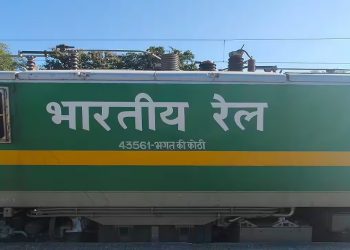 भारतीय रेल
43561-भगत की कोठी